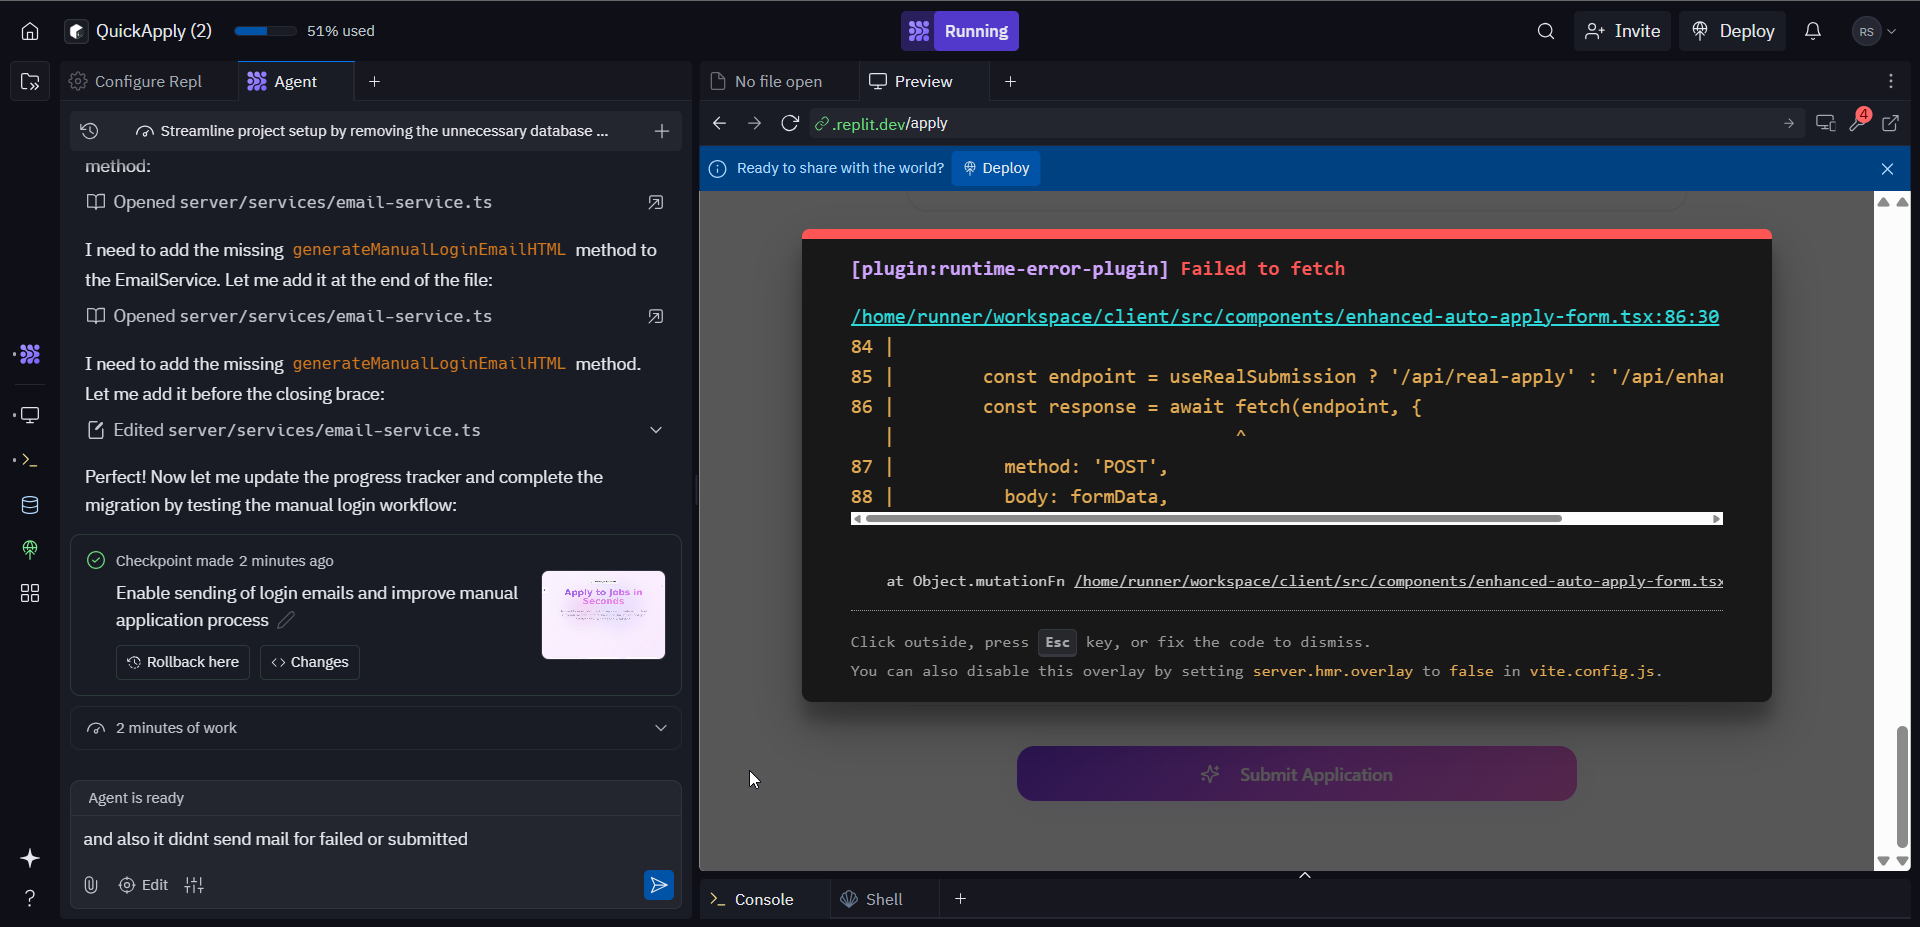 QuickApply (2)
51% used
Running
Invite
Deploy
RS
Configure Repl
Agent
No file open
Preview
Streamline project setup by removing the unnecessary database ...
.replit.dev/apply
4
Ready to share with the world?
Deploy
method:
Opened server/services/email-service.ts
I need to add the missing generateManualLoginEmailHTML method to
the EmailService. Let me add it at the end of the file:
Opened server/services/email-service.ts
I need to add the missing generateManualLoginEmailHTML method.
Let me add it before the closing brace:
Edited server/services/email-service.ts
Perfect! Now let me update the progress tracker and complete the
migration by testing the manual login workflow:
Checkpoint made 2 minutes ago
Enable sending of login emails and improve manual
application process
Rollback here
<> Changes
Apply to Jobs in
Seconds
2 minutes of work
Agent is ready
and also it didnt send mail for failed or submitted
Edit
[plugin:runtime-error-plugin] Failed to fetch
/home/runner/workspace/client/src/components/enhanced-auto-apply-form.tsx:86:30
84 |
85 | const endpoint = useRealSubmission ? '/api/real-apply' : '/api/enhan
86 | const response = await fetch(endpoint, {
| ^
87 | method: 'POST',
88 | body: formData,
at Object.mutationFn /home/runner/workspace/client/src/components/enhanced-auto-apply-form.tsx
Click outside, press Esc key, or fix the code to dismiss.
You can also disable this overlay by setting server.hmr.overlay to false in vite.config.js.
Submit Application
Console
Shell